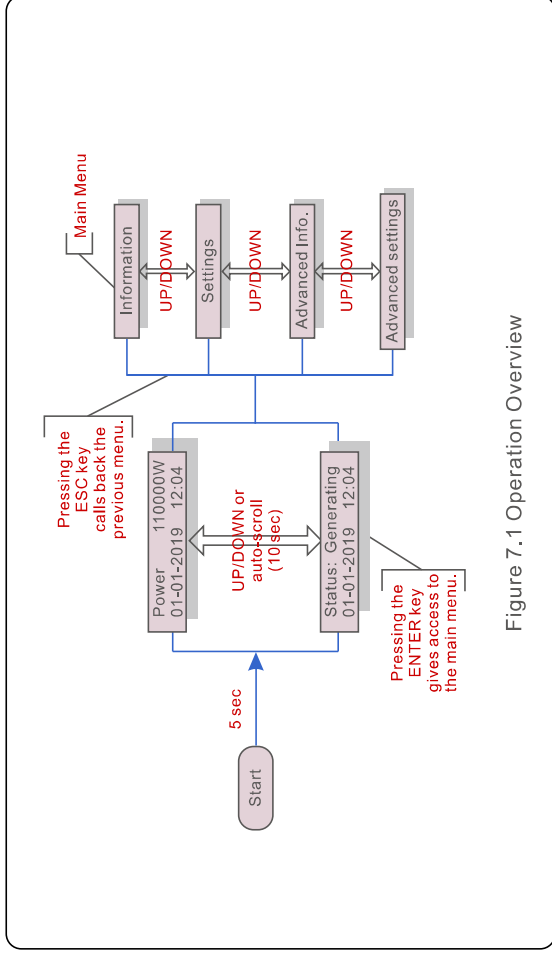 Start
5 sec
Power 110000W
01-01-2019 12:04
UP/DOWN or
auto-scroll
(10 sec)
Status: Generating
01-01-2019 12:04
Pressing the
ESC key
calls back the
previous menu.
Pressing the
ENTER key
gives access to
the main menu.
Main Menu
Information
UP/DOWN
Settings
UP/DOWN
Advanced Info.
UP/DOWN
Advanced settings
Figure 7.1 Operation Overview